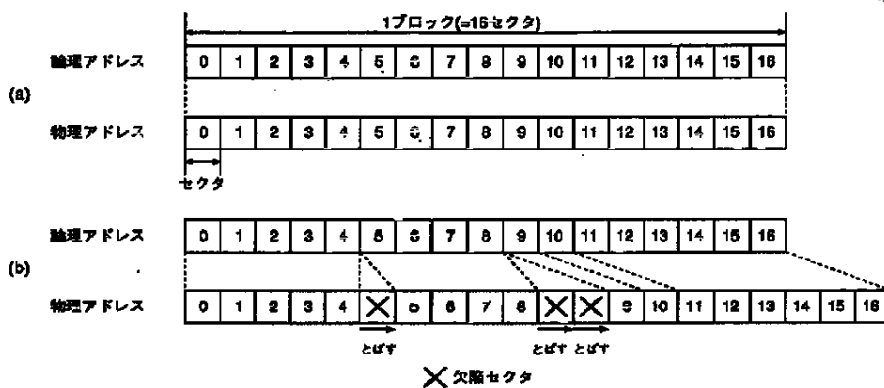 1ブロック(=16セクタ)
論理アドレス 0 1 2 3 4 5 6 7 8 9 10 11 12 13 14 15 16
(a)
物理アドレス 0 1 2 3 4 5 6 7 8 9 10 11 12 13 14 15 16
セクタ
論理アドレス 0 1 2 3 4 5 6 7 8 9 10 11 12 13 14 15 16
(b)
物理アドレス 0 1 2 3 4 5 6 7 8 9 10 11 12 13 14 15 16
とばす とばす とばす
欠陥セクタ